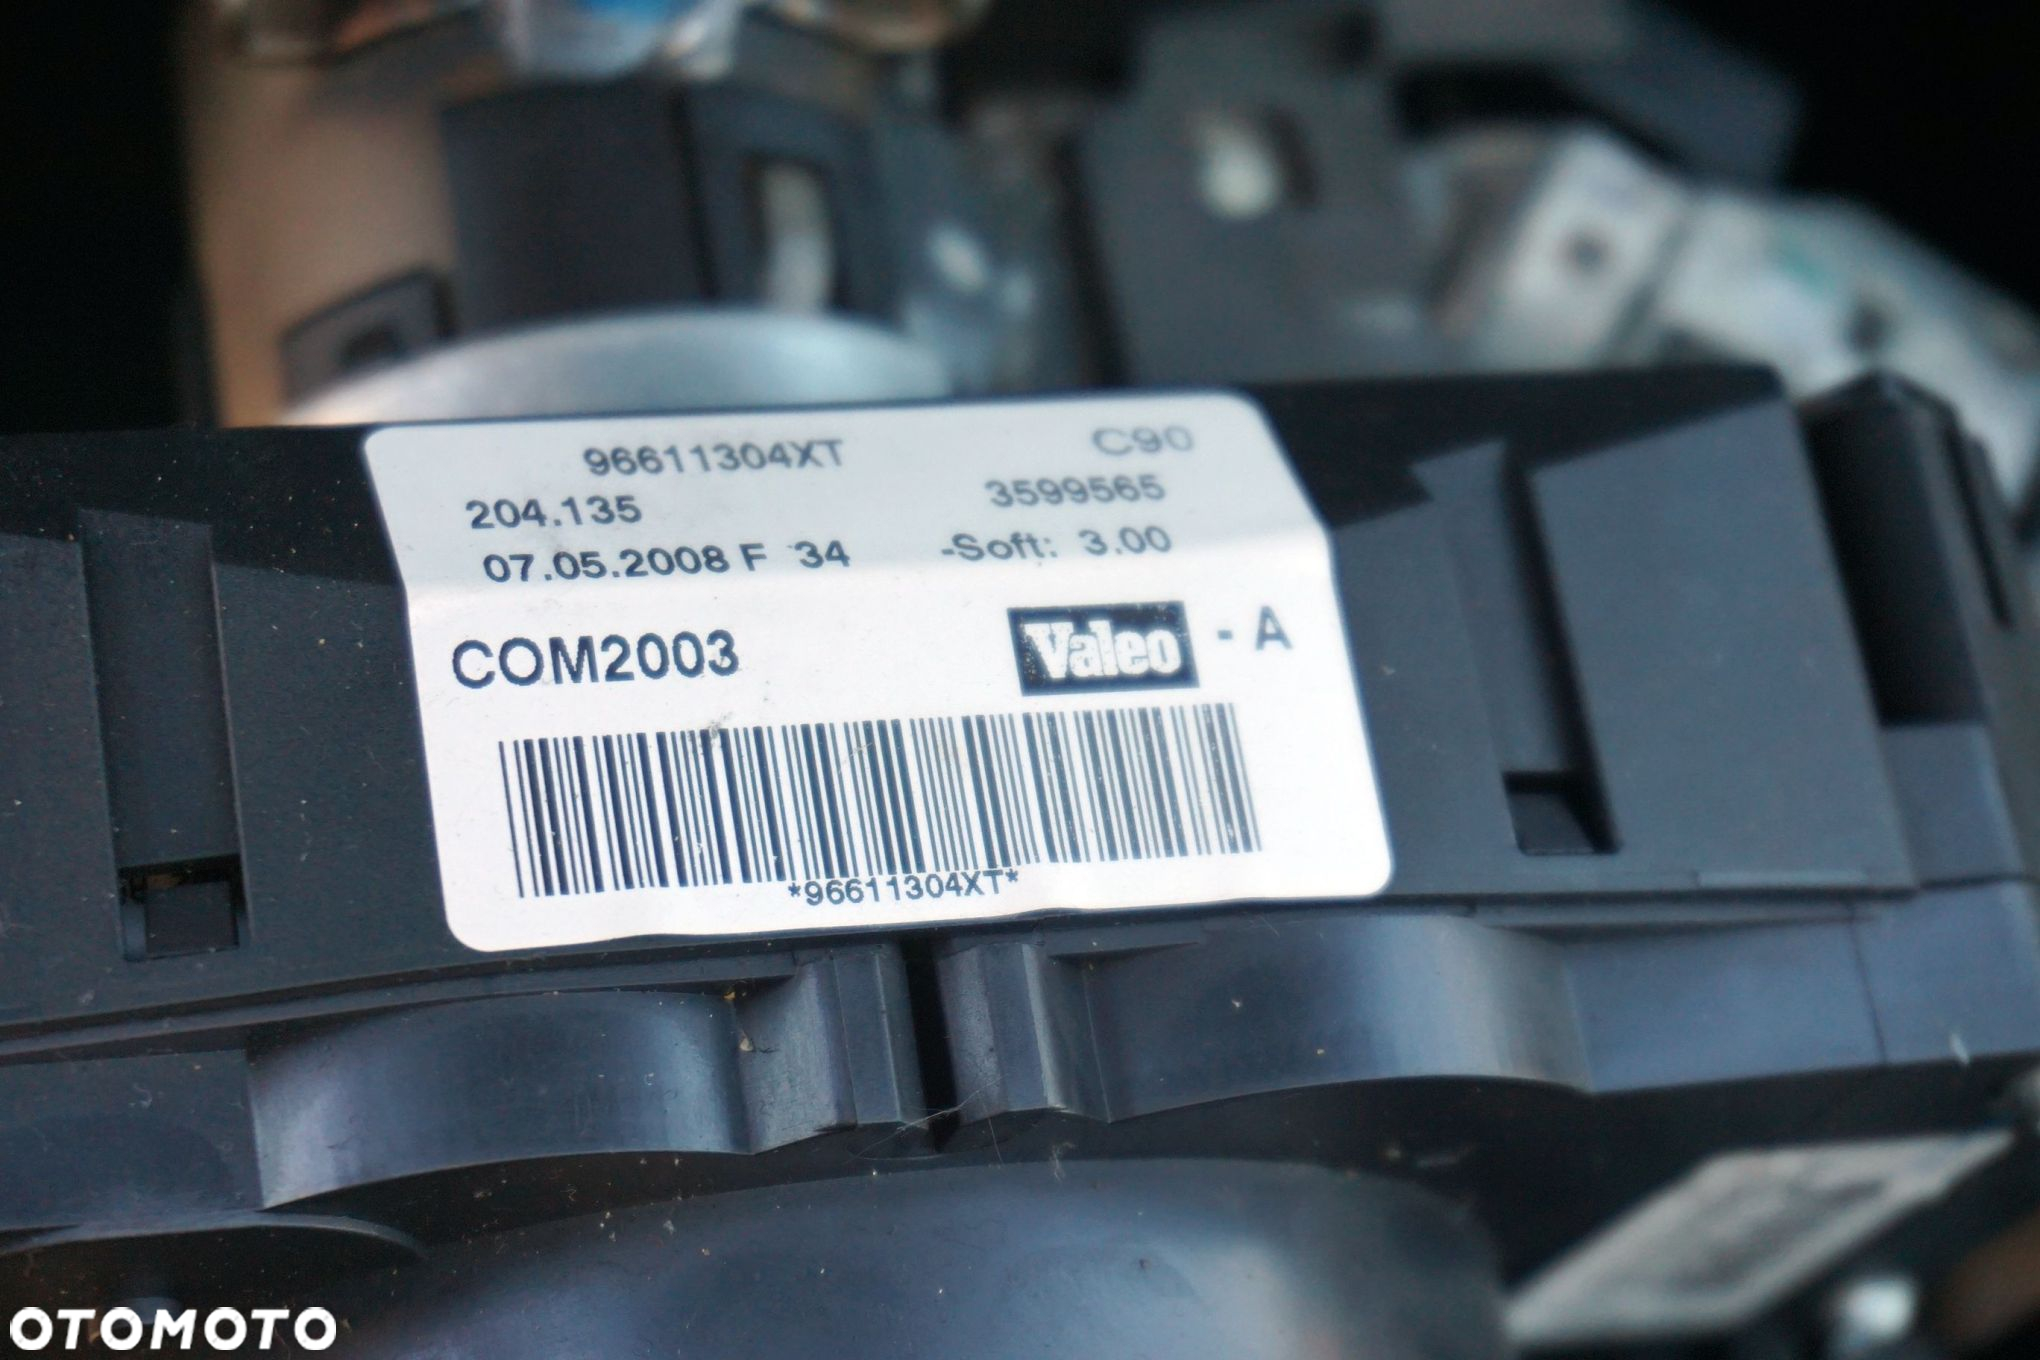 96611304XT C90
204.135 3599565
07.05.2008 F 34 -Soft: 3.00
COM2003 Valeo - A
*96611304XT*
OTOMOTO